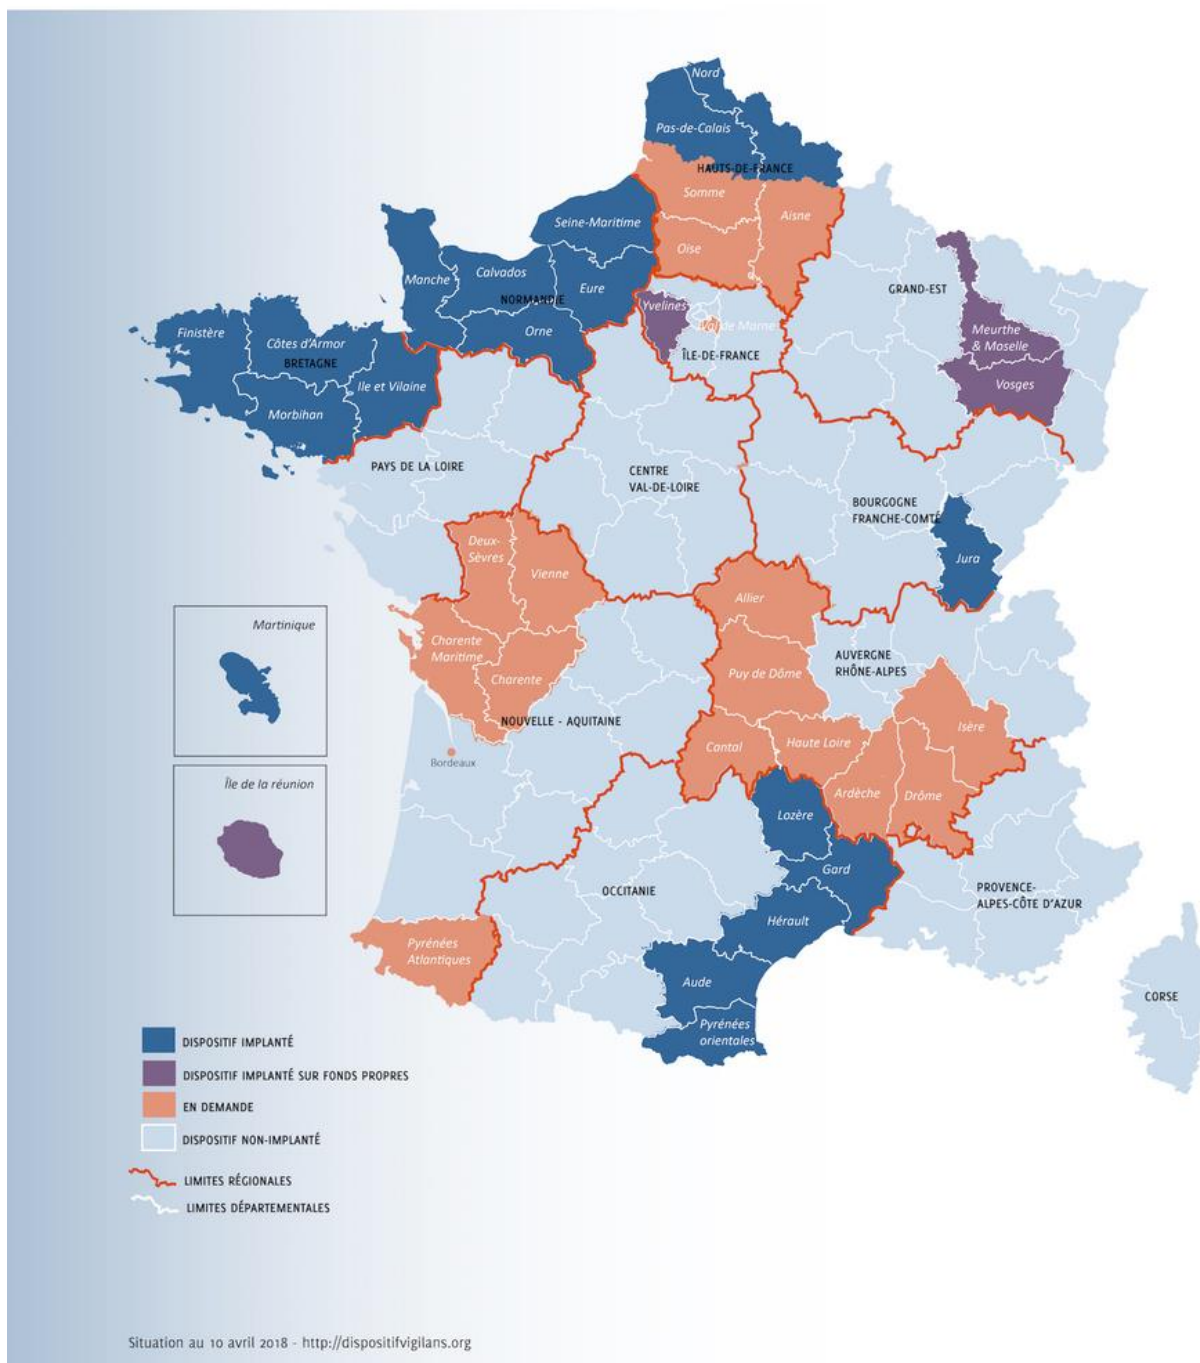 Nord
Pas-de-Calais
HAUTS-DE-FRANCE
Somme
Aisne
Oise
Seine-Maritime
Calvados
Manche
Eure
NORMANDIE
Orne
GRAND-EST
Yvelines
Val de Marne
Meurthe
& Moselle
ÎLE-DE-FRANCE
Vosges
Finistère
Côtes d'Armor
BRETAGNE
Ile et Vilaine
Morbihan
PAYS DE LA LOIRE
CENTRE
VAL-DE-LOIRE
BOURGOGNE
FRANCHE-COMTÉ
Jura
Deux-
Sèvres
Vienne
Allier
Charente
Maritime
Charente
Puy de Dôme
AUVERGNE
RHÔNE-ALPES
NOUVELLE - AQUITAINE
Cantal
Haute Loire
Isère
Bordeaux
Ardèche
Drôme
Martinique
Île de la réunion
Lozère
Gard
OCCITANIE
Hérault
PROVENCE-
ALPES-CÔTE D'AZUR
Pyrénées
Atlantiques
Aude
Pyrénées
orientales
CORSE
DISPOSITIF IMPLANTÉ
DISPOSITIF IMPLANTÉ SUR FONDS PROPRES
EN DEMANDE
DISPOSITIF NON-IMPLANTÉ
LIMITES RÉGIONALES
LIMITES DÉPARTEMENTALES
Situation au 10 avril 2018 - http://dispositifvigilans.org